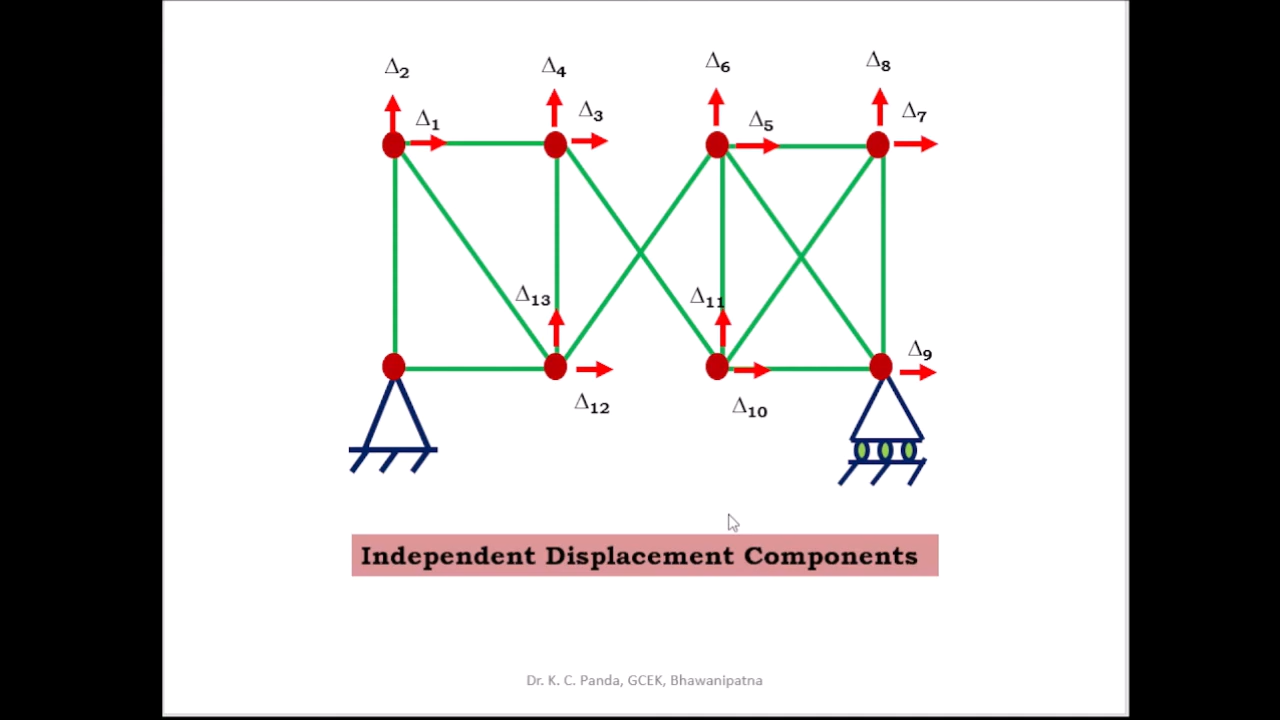 Δ₂
Δ₄
Δ₆
Δ₈
Δ₁
Δ₃
Δ₅
Δ₇
Δ₁₃
Δ₁₁
Δ₉
Δ₁₂
Δ₁₀
Independent Displacement Components
Dr. K. C. Panda, GCEK, Bhawanipatna